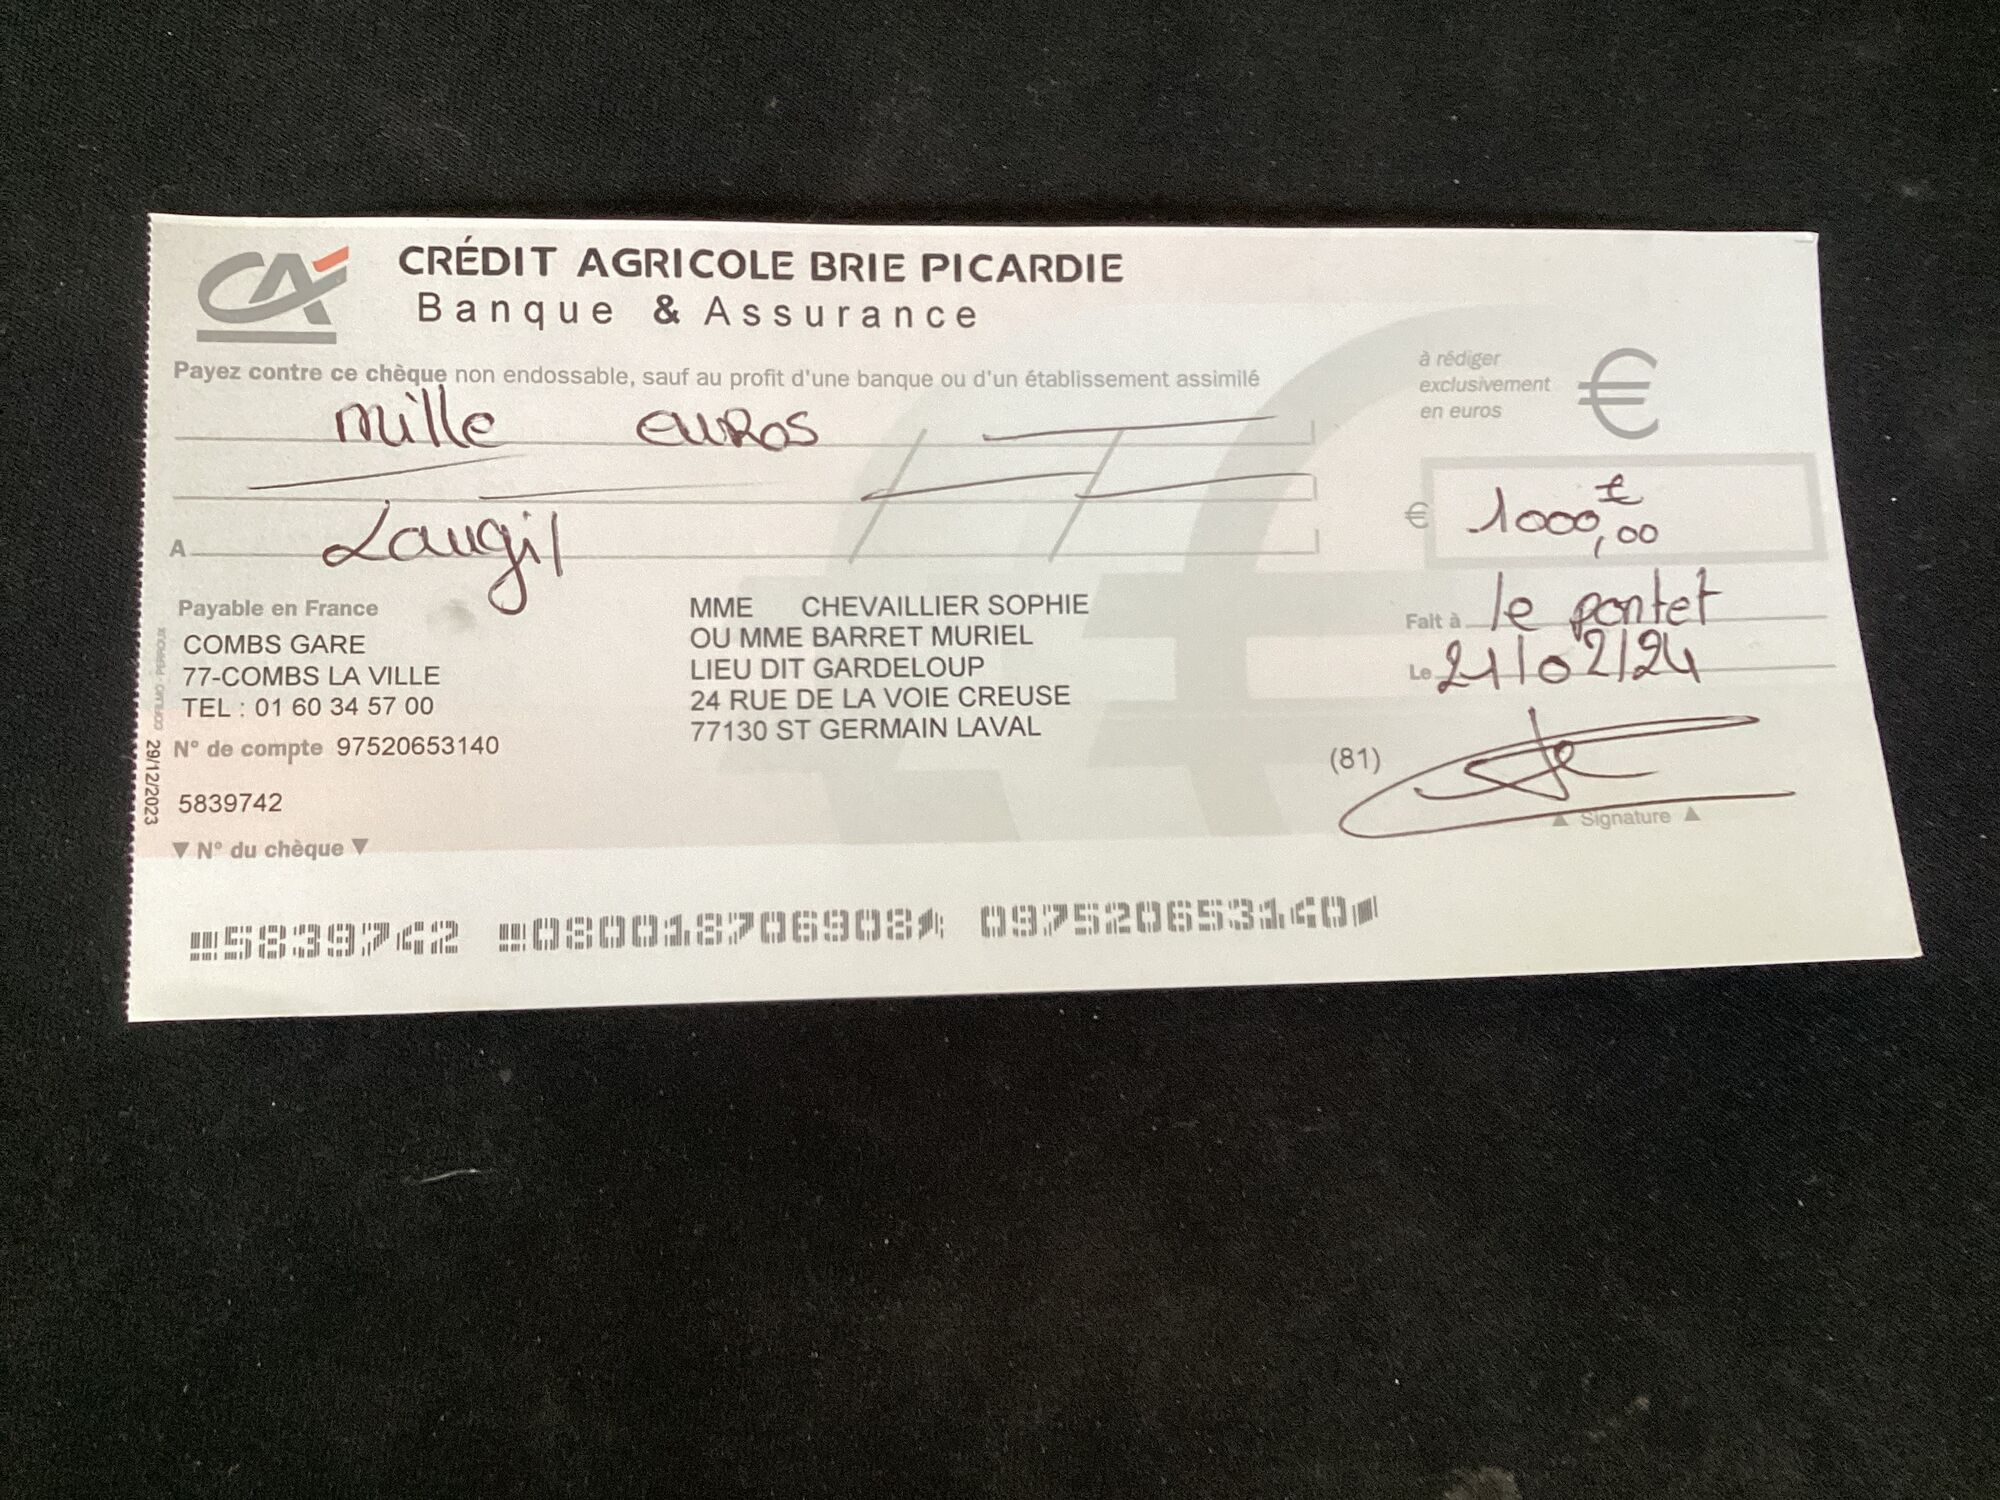 CA
CRÉDIT AGRICOLE BRIE PICARDIE
Banque & Assurance
Payez contre ce chèque non endossable, sauf au profit d'une banque ou d'un établissement assimilé
à rédiger
exclusivement
en euros
€
mille euros
€ 1000,00 €
A Laugil
Payable en France
COMBS GARE
77-COMBS LA VILLE
TEL : 01 60 34 57 00
N° de compte 97520653140
5839742
▼ N° du chèque ▼
COFILMO - PERIOUX
29/12/2023
MME CHEVAILLIER SOPHIE
OU MME BARRET MURIEL
LIEU DIT GARDELOUP
24 RUE DE LA VOIE CREUSE
77130 ST GERMAIN LAVAL
Fait à le pontet
Le 21/02/24
(81)
▲ Signature ▲
5839742 080018706908 097520653140